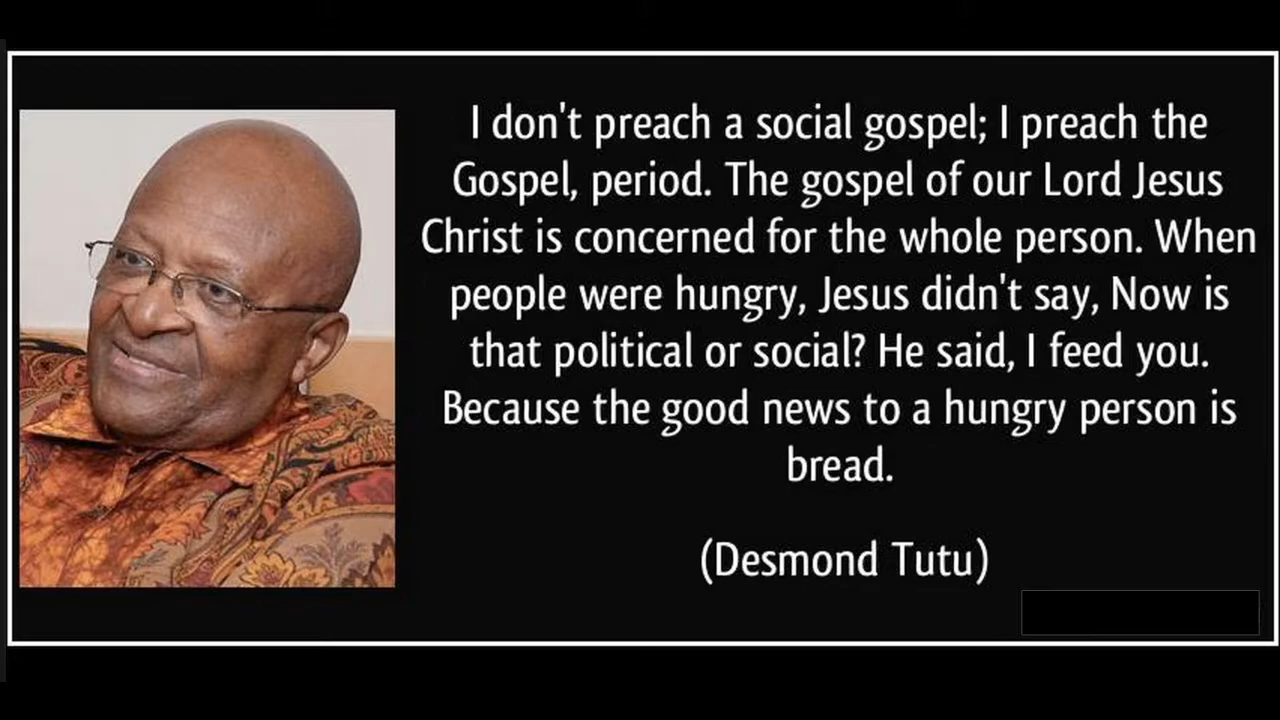 I don't preach a social gospel; I preach the
Gospel, period. The gospel of our Lord Jesus
Christ is concerned for the whole person. When
people were hungry, Jesus didn't say, Now is
that political or social? He said, I feed you.
Because the good news to a hungry person is
bread.
(Desmond Tutu)